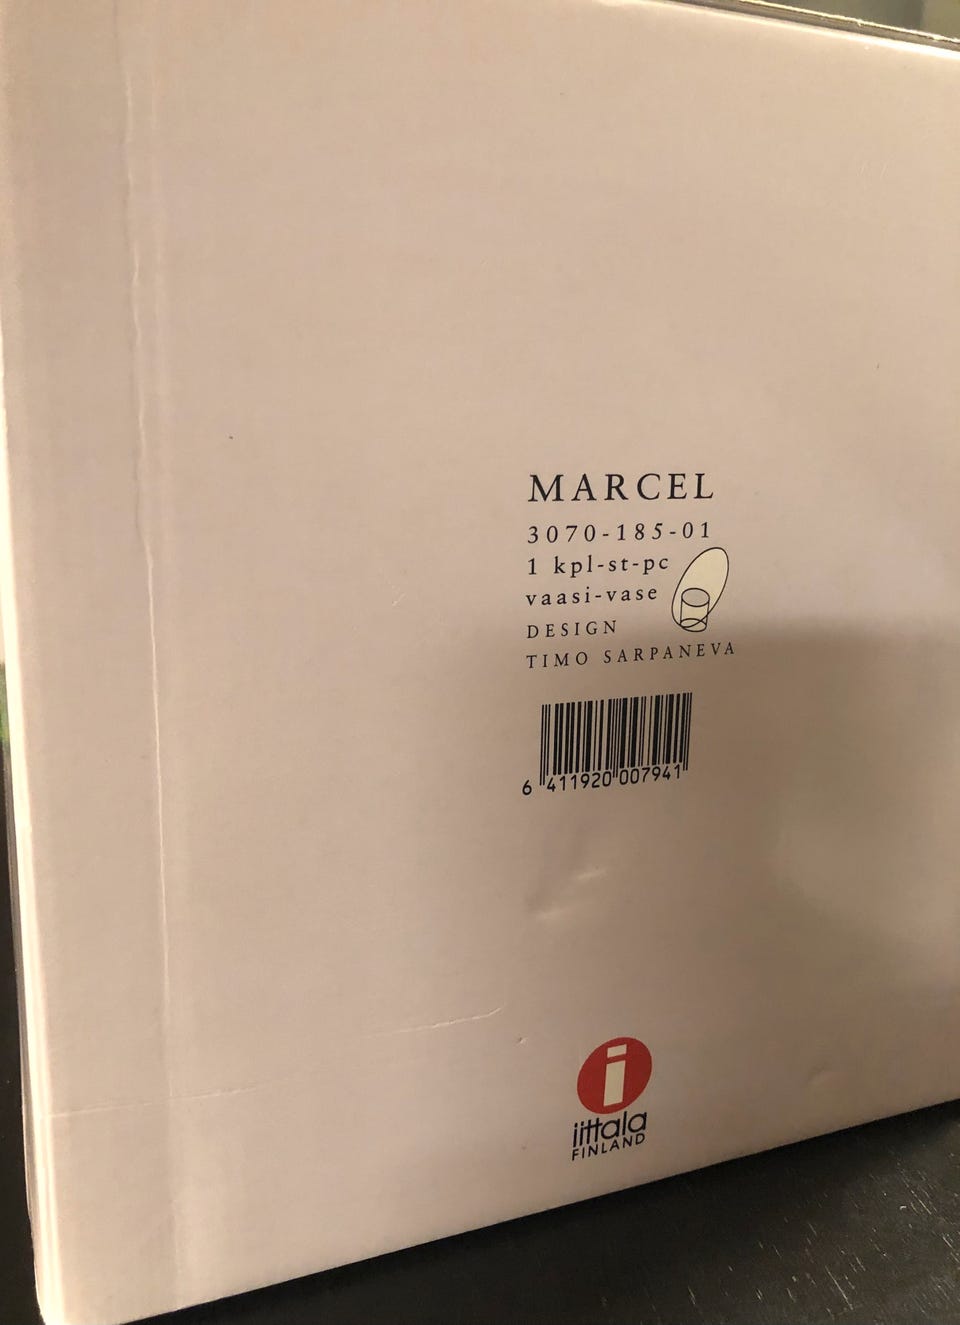 MARCEL
3070-185-01
1 kpl-st-pc
vaasi-vase
DESIGN
TIMO SARPANEVA
6 411920 007941
i
iittala
FINLAND